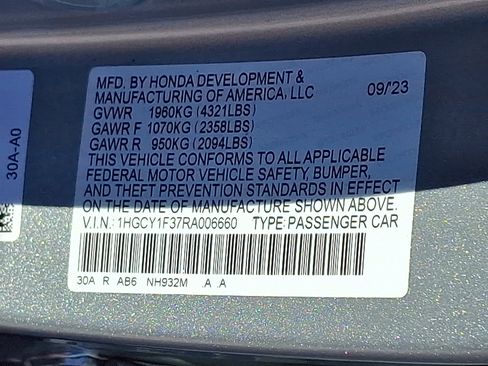 MFD. BY HONDA DEVELOPMENT &
MANUFACTURING OF AMERICA, LLC 09/'23
GVWR 1960KG (4321LBS)
GAWR F 1070KG (2358LBS)
GAWR R 950KG (2094LBS)
THIS VEHICLE CONFORMS TO ALL APPLICABLE
FEDERAL MOTOR VEHICLE SAFETY, BUMPER,
AND THEFT PREVENTION STANDARDS IN EFFECT
ON THE DATE OF MANUFACTURE SHOWN ABOVE.
V.I.N.: 1HGCY1F37RA006660 TYPE: PASSENGER CAR
30A R AB6 NH932M .A .A
30A-A0